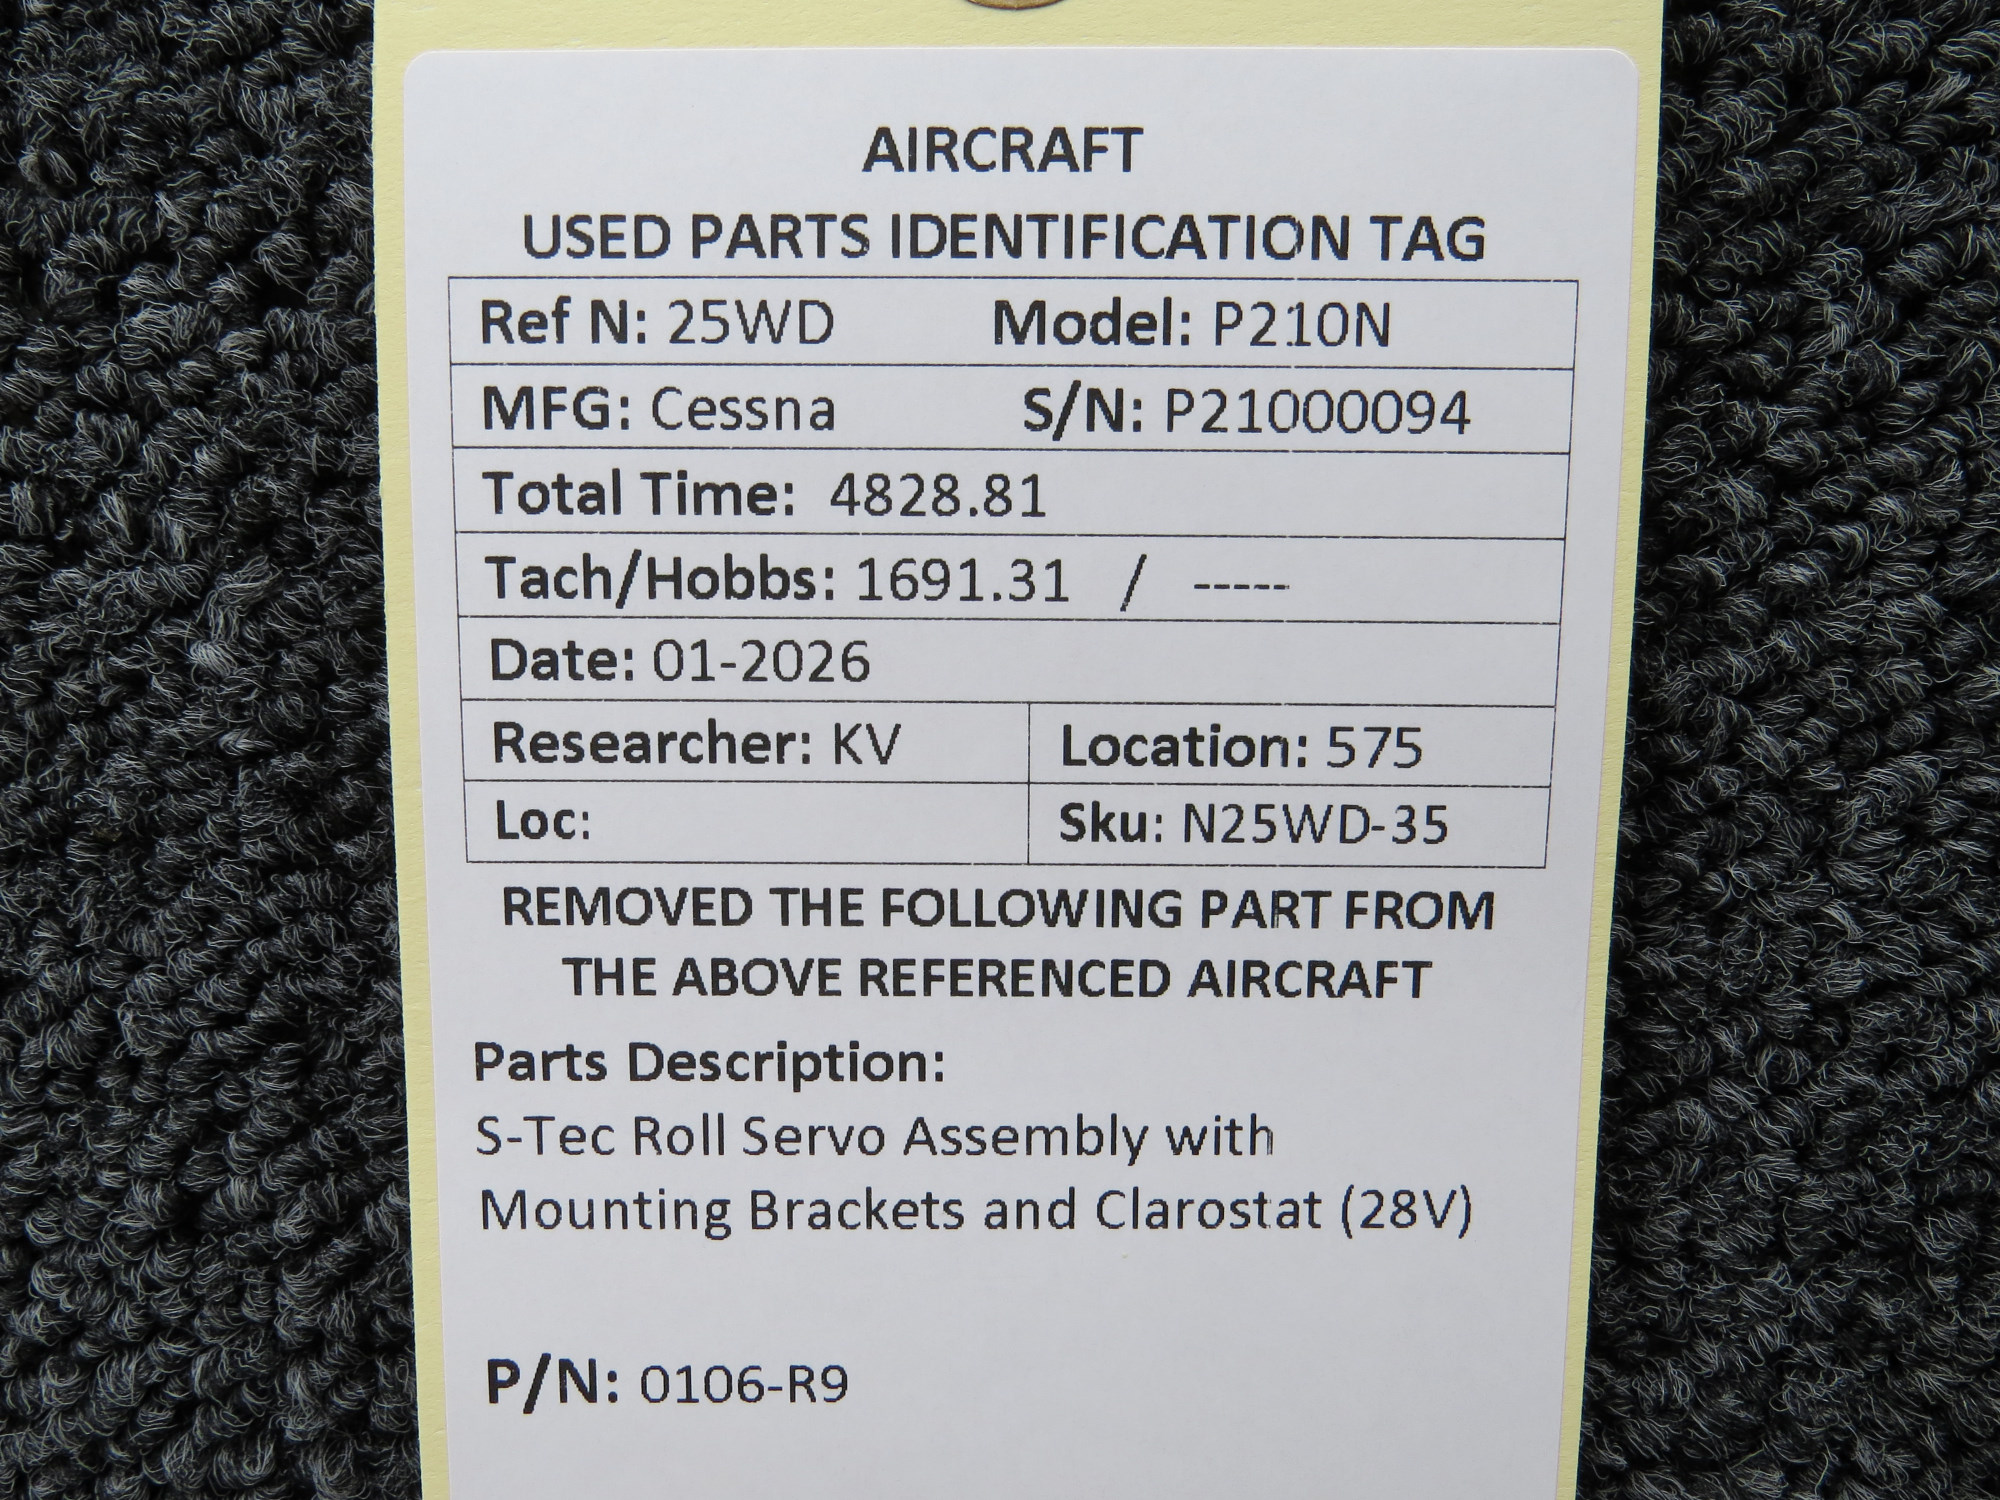 AIRCRAFT
USED PARTS IDENTIFICATION TAG
Ref N: 25WD Model: P210N
MFG: Cessna S/N: P21000094
Total Time: 4828.81
Tach/Hobbs: 1691.31 / -----
Date: 01-2026
Researcher: KV Location: 575
Loc: Sku: N25WD-35
REMOVED THE FOLLOWING PART FROM
THE ABOVE REFERENCED AIRCRAFT
Parts Description:
S-Tec Roll Servo Assembly with
Mounting Brackets and Clarostat (28V)
P/N: 0106-R9